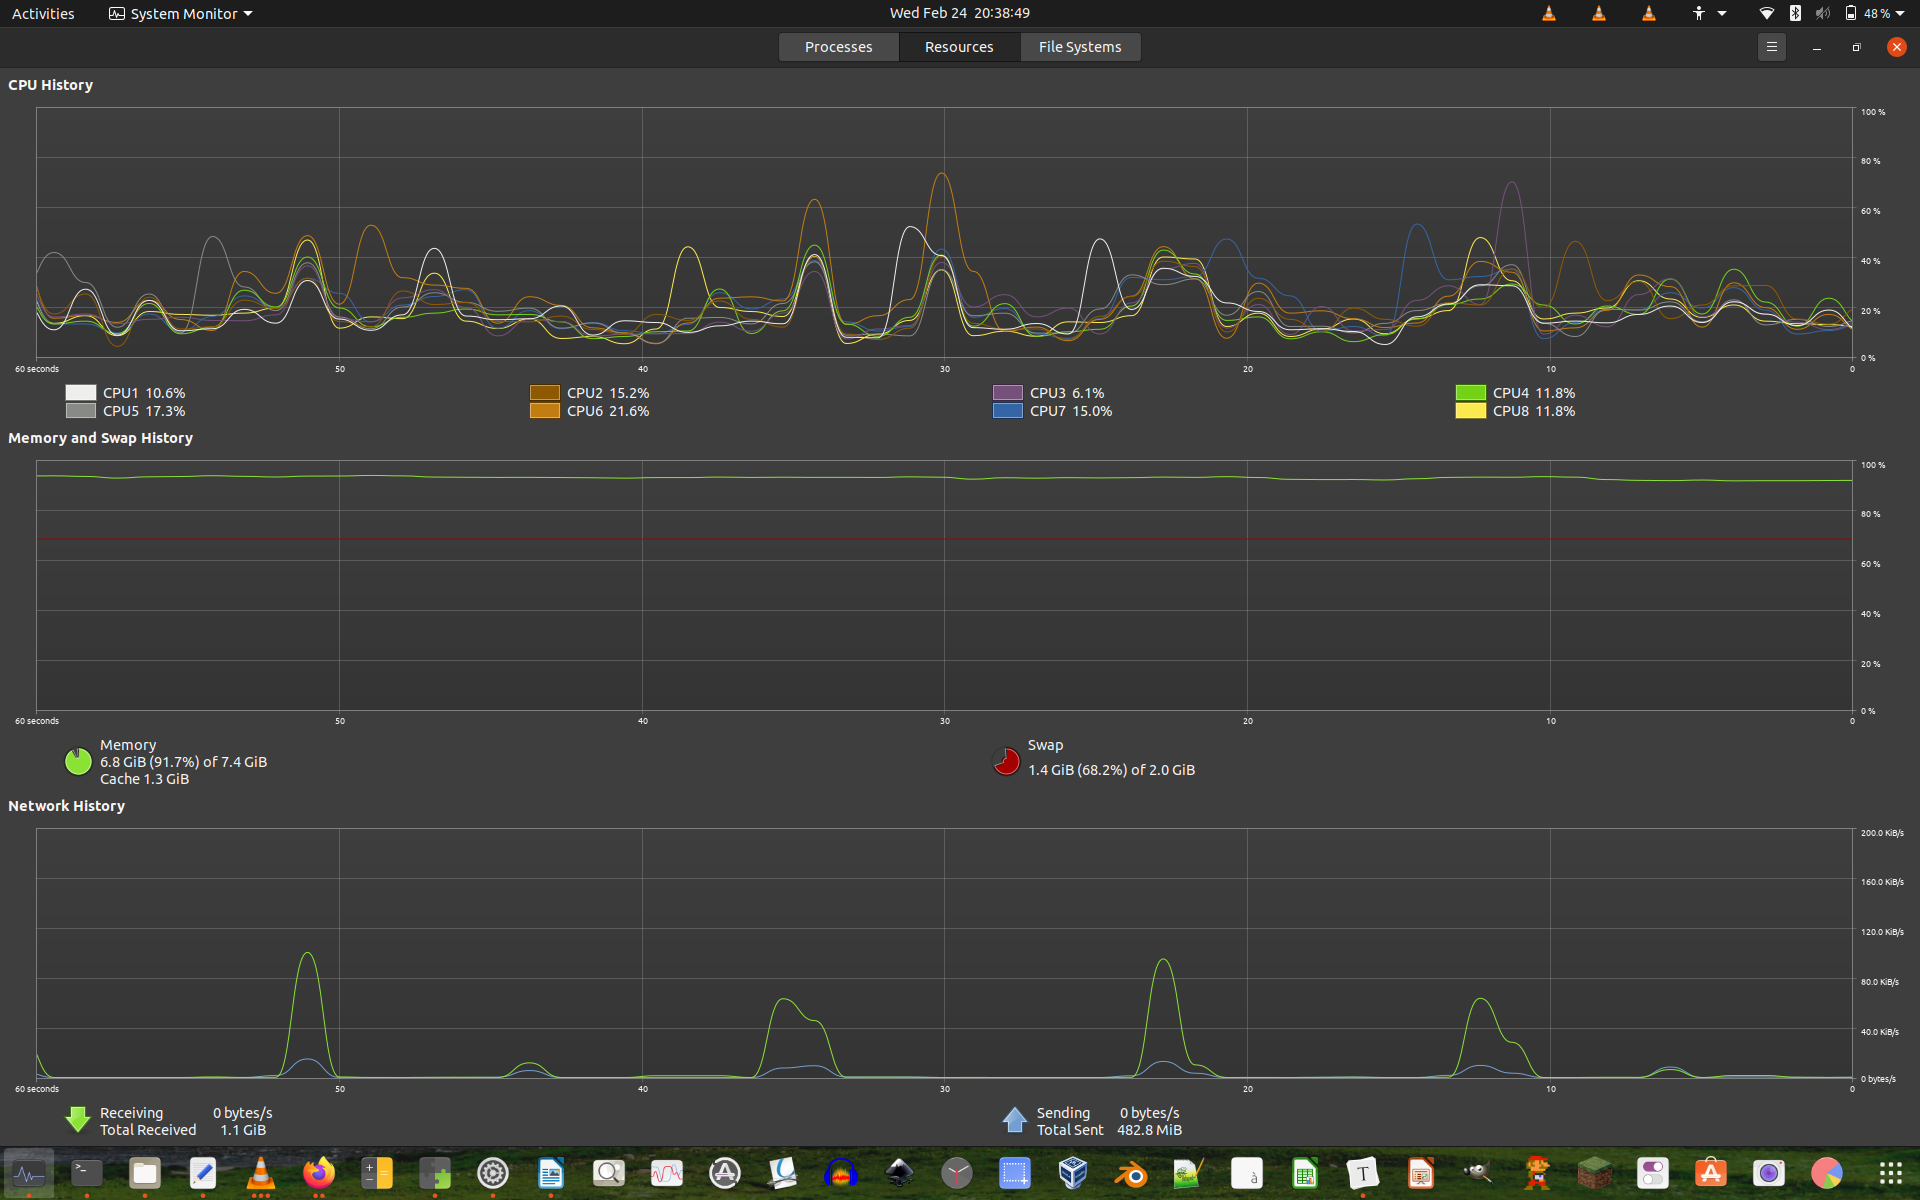 Activities System Monitor Wed Feb 24 20:38:49 48 %
Processes Resources File Systems
CPU History
100 %
80 %
60 %
40 %
20 %
0 %
60 seconds 50 40 30 20 10 0
CPU1 10.6% CPU2 15.2% CPU3 6.1% CPU4 11.8%
CPU5 17.3% CPU6 21.6% CPU7 15.0% CPU8 11.8%
Memory and Swap History
100 %
80 %
60 %
40 %
20 %
0 %
60 seconds 50 40 30 20 10 0
Memory
6.8 GiB (91.7%) of 7.4 GiB
Cache 1.3 GiB
Swap
1.4 GiB (68.2%) of 2.0 GiB
Network History
200.0 KiB/s
160.0 KiB/s
120.0 KiB/s
80.0 KiB/s
40.0 KiB/s
0 bytes/s
60 seconds 50 40 30 20 10 0
Receiving 0 bytes/s
Total Received 1.1 GiB
Sending 0 bytes/s
Total Sent 482.8 MiB